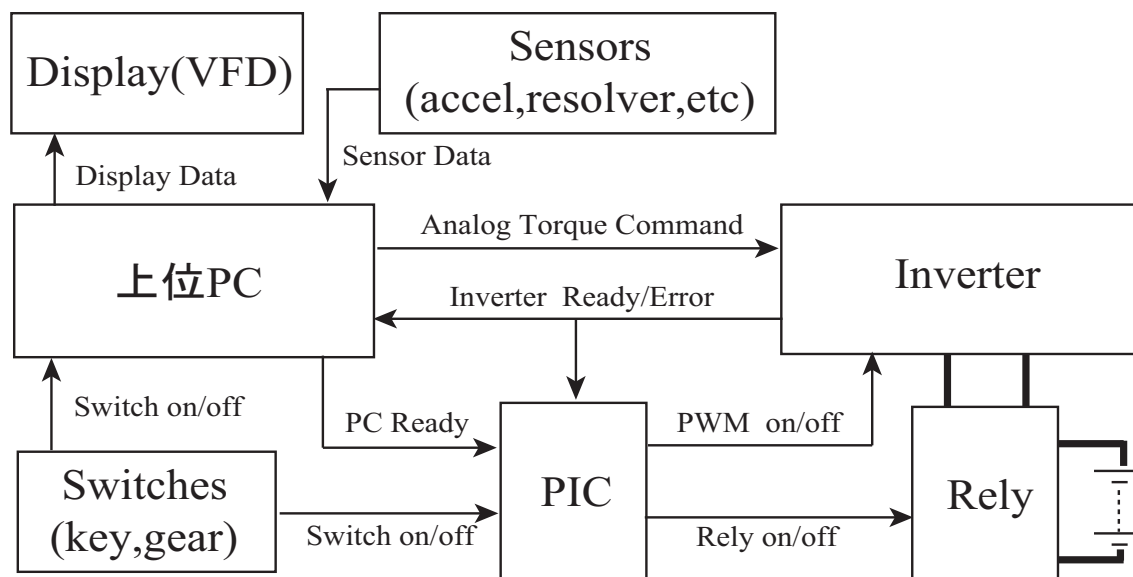 Display(VFD)
Sensors
(accel,resolver,etc)
Sensor Data
Display Data
Analog Torque Command
上位PC
Inverter
Inverter Ready/Error
Switch on/off
PC Ready
PWM on/off
Switches
(key,gear)
PIC
Rely
Switch on/off
Rely on/off